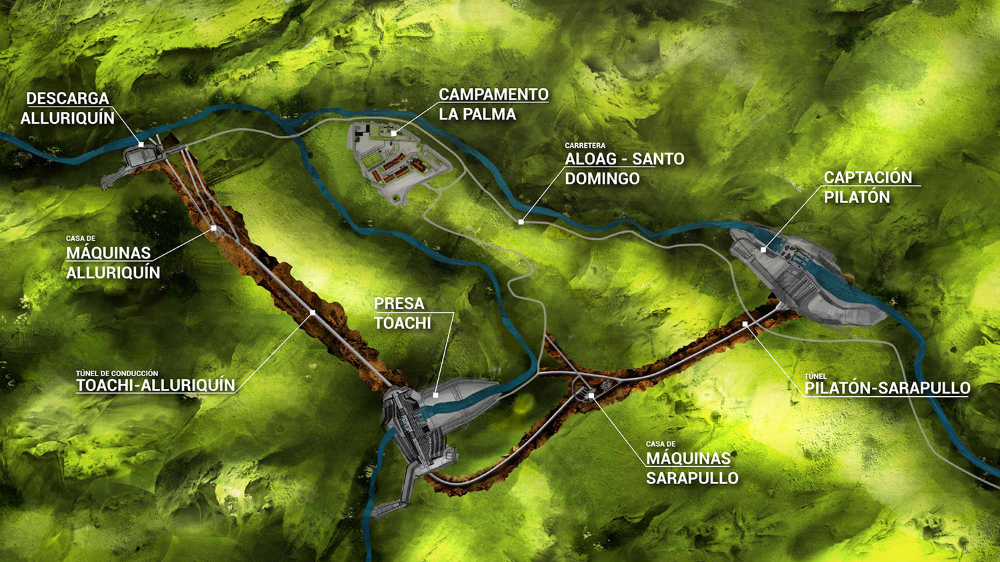 DESCARGA
ALLURIQUÍN
CAMPAMENTO
LA PALMA
CARRETERA
ALOAG - SANTO
DOMINGO
CAPTACIÓN
PILATÓN
CASA DE
MÁQUINAS
ALLURIQUÍN
PRESA
TOACHI
TÚNEL DE CONDUCCIÓN
TOACHI-ALLURIQUÍN
TÚNEL
PILATÓN-SARAPULLO
CASA DE
MÁQUINAS
SARAPULLO